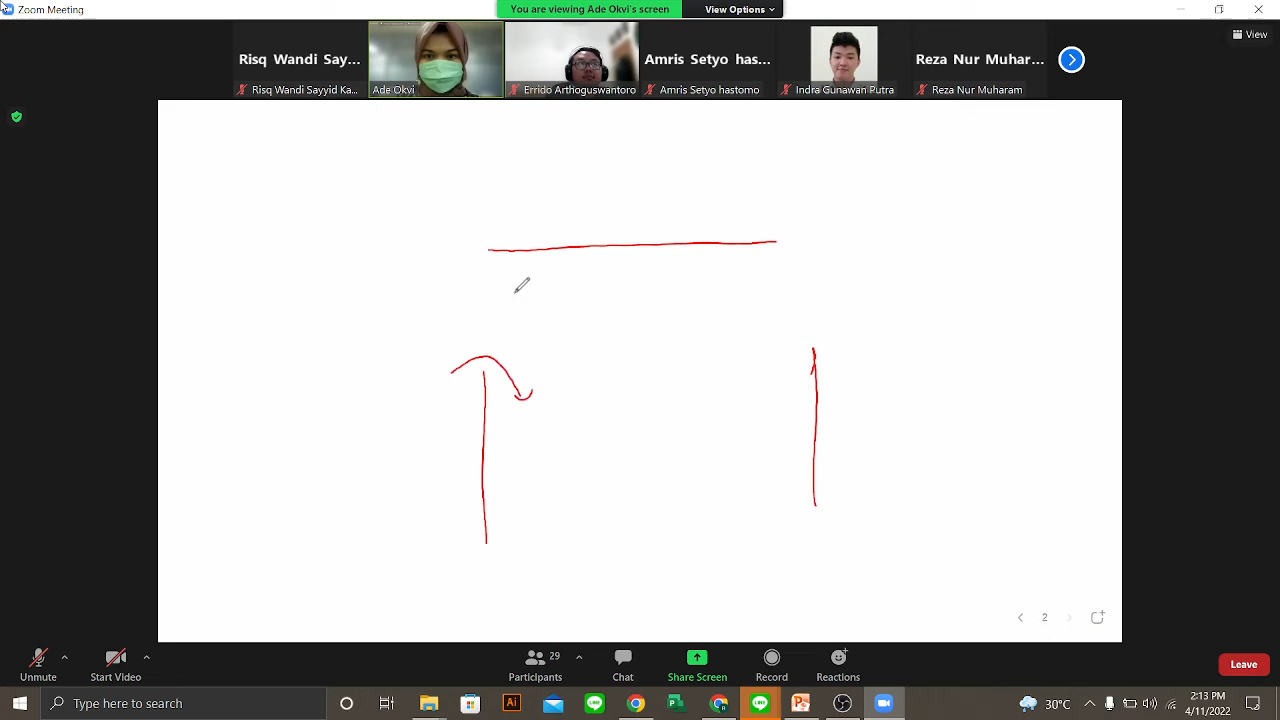 Zoom Meeting
You are viewing Ade Okvi's screen
View Options
Risq Wandi Say...
Amris Setyo has...
Reza Nur Muhar...
View
Risq Wandi Sayyid Ka...
Ade Okvi
Errido Arthoguswantoro
Amris Setyo hastomo
Indra Gunawan Putra
Reza Nur Muharam
2
29
Unmute
Start Video
Participants
Chat
Share Screen
Record
Reactions
Leave
Type here to search
30°C
2:13 PM
4/11/2022